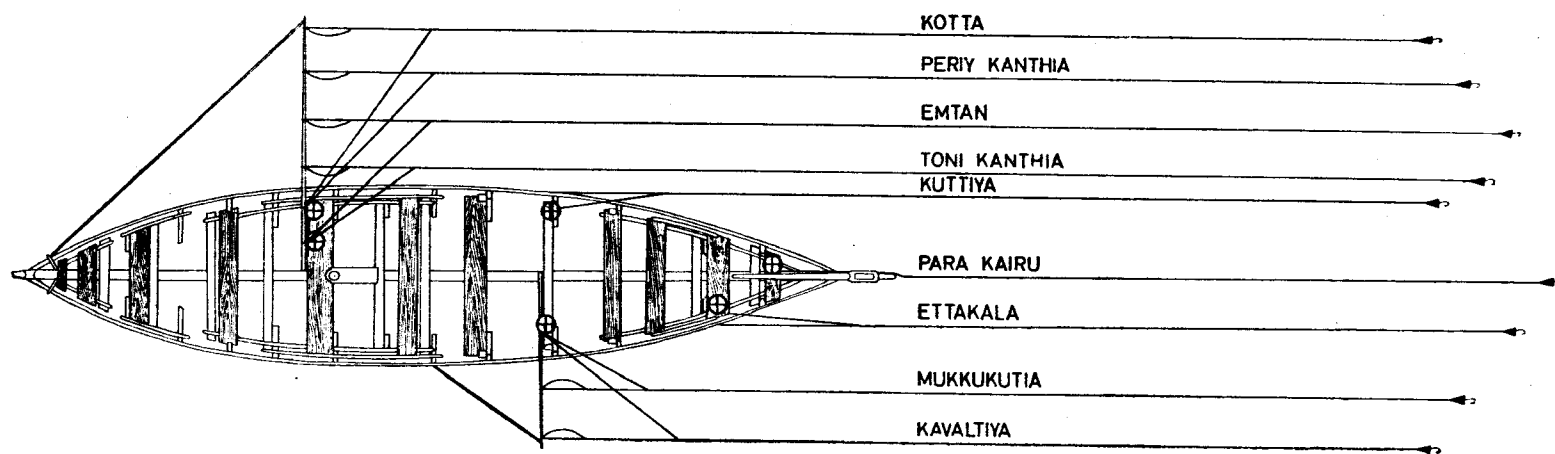 KOTTA
PERIY KANTHIA
EMTAN
TONI KANTHIA
KUTTIYA
PARA KAIRU
ETTAKALA
MUKKUKUTIA
KAVALTIYA